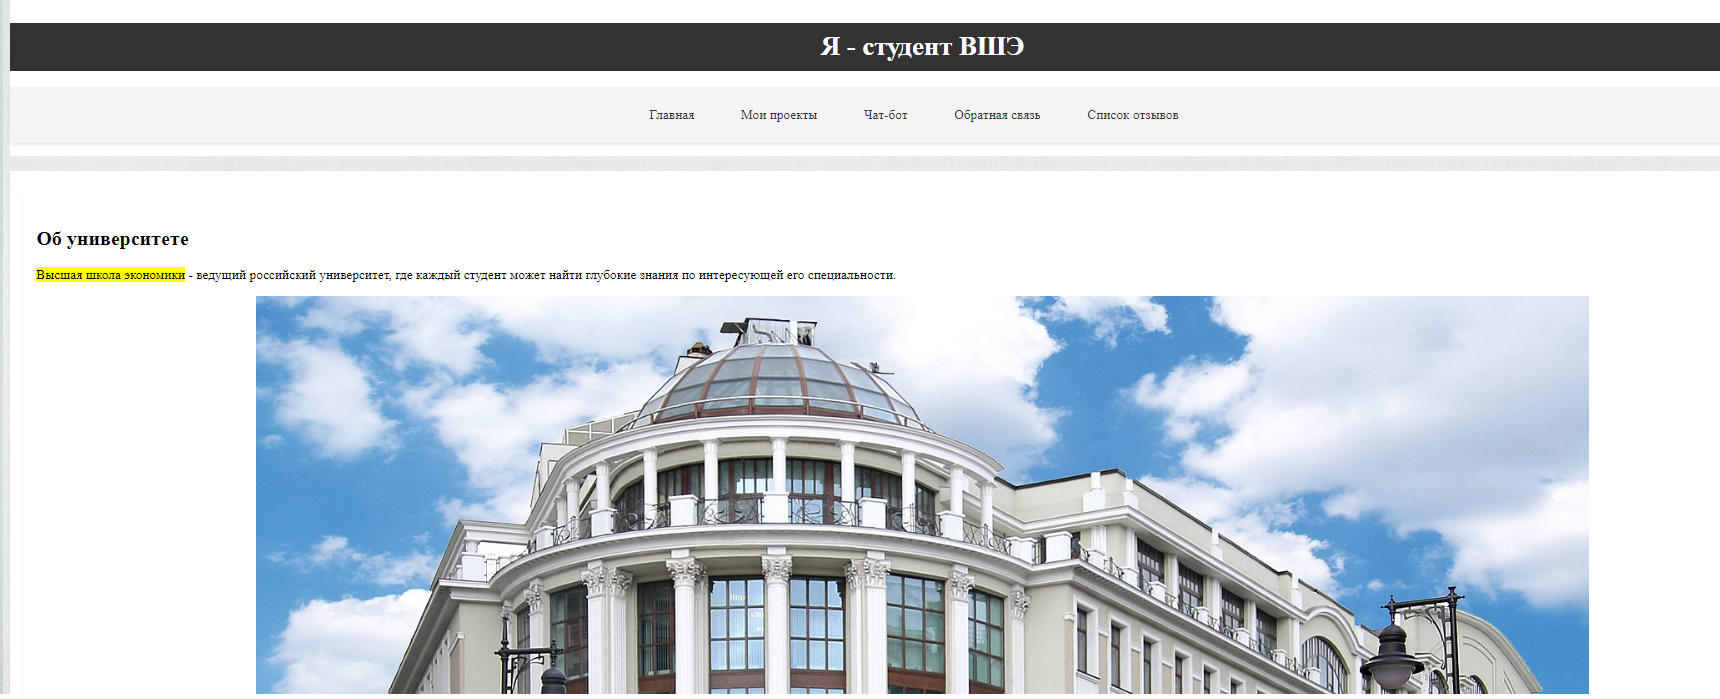 Я - студент ВШЭ
Главная Мои проекты Чат-бот Обратная связь Список отзывов
Об университете
Высшая школа экономики - ведущий российский университет, где каждый студент может найти глубокие знания по интересующей его специальности.